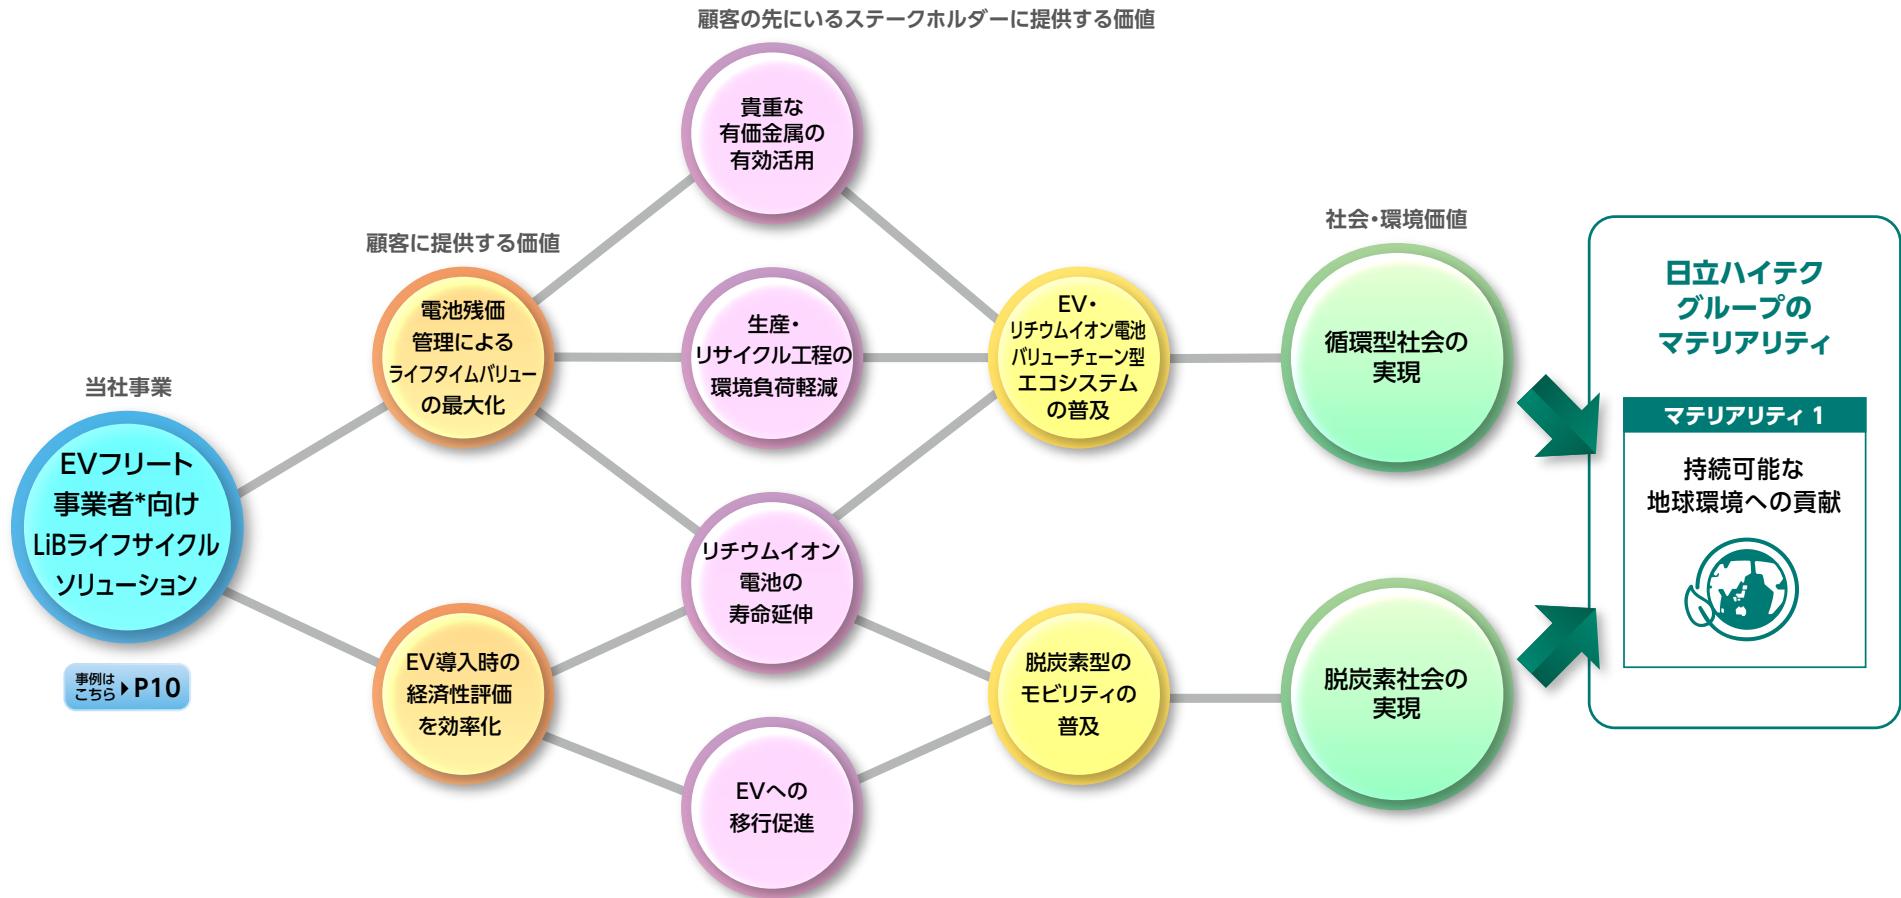 顧客の先にいるステークホルダーに提供する価値
貴重な
有価金属の
有効活用
顧客に提供する価値
電池残価
管理による
ライフタイムバリュー
の最大化
生産・
リサイクル工程の
環境負荷軽減
EV・
リチウムイオン電池
バリューチェーン型
エコシステム
の普及
社会・環境価値
循環型社会の
実現
当社事業
EVフリート
事業者*向け
LiBライフサイクル
ソリューション
事例は
こちら ▶ P10
EV導入時の
経済性評価
を効率化
リチウムイオン
電池の
寿命延伸
EVへの
移行促進
脱炭素型の
モビリティの
普及
脱炭素社会の
実現
日立ハイテク
グループの
マテリアリティ
マテリアリティ 1
持続可能な
地球環境への貢献